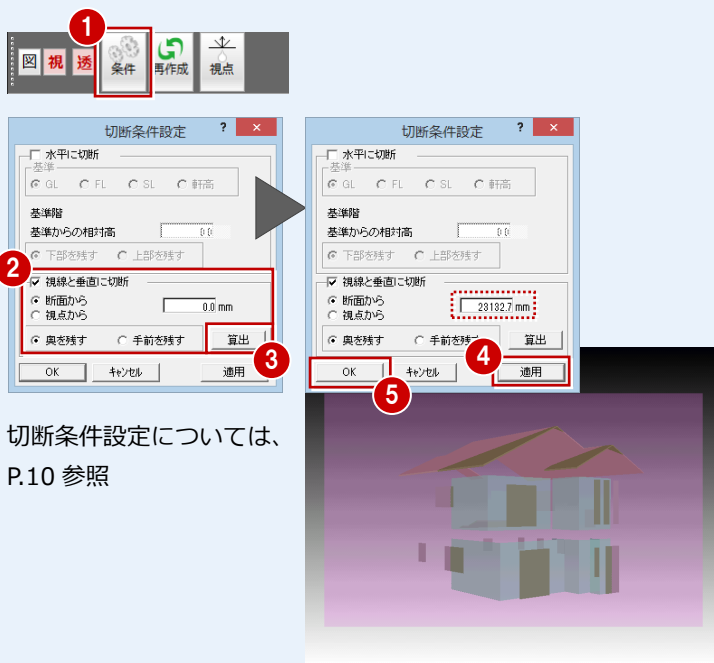 1
図 視 透 条件 再作成 視点
切断条件設定 ? ×
水平に切断
基準
GL FL SL 軒高
基準階
基準からの相対高 0.0
下部を残す 上部を残す
2
視線と垂直に切断
断面から 0.0 mm
視点から
奥を残す 手前を残す 算出
3
OK キャンセル 適用
切断条件設定 ? ×
水平に切断
基準
GL FL SL 軒高
基準階
基準からの相対高 0.0
下部を残す 上部を残す
視線と垂直に切断
断面から 23132.7 mm
視点から
奥を残す 手前を残す 算出
4
OK キャンセル 適用
5
切断条件設定については、
P.10 参照